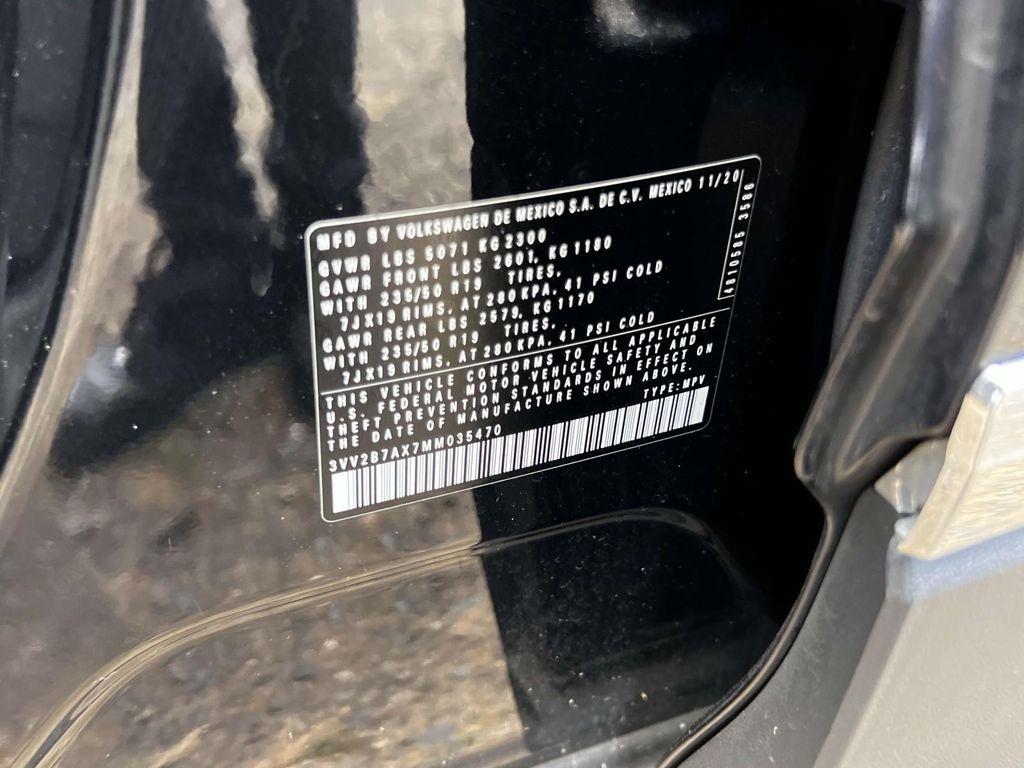 MFD BY VOLKSWAGEN DE MEXICO S.A. DE C.V. MEXICO 11/20
GVWR LBS 5071 KG 2300
GAWR FRONT LBS 2601, KG 1180
WITH 235/50 R19 TIRES,
7JX19 RIMS, AT 280 KPA, 41 PSI COLD
GAWR REAR LBS 2579, KG 1170
WITH 235/50 R19 TIRES,
7JX19 RIMS, AT 280 KPA, 41 PSI COLD
THIS VEHICLE CONFORMS TO ALL APPLICABLE
U.S. FEDERAL MOTOR VEHICLE SAFETY AND
THEFT PREVENTION STANDARDS IN EFFECT ON
THE DATE OF MANUFACTURE SHOWN ABOVE.
3VV2B7AX7MM035470 TYPE: MPV
3586